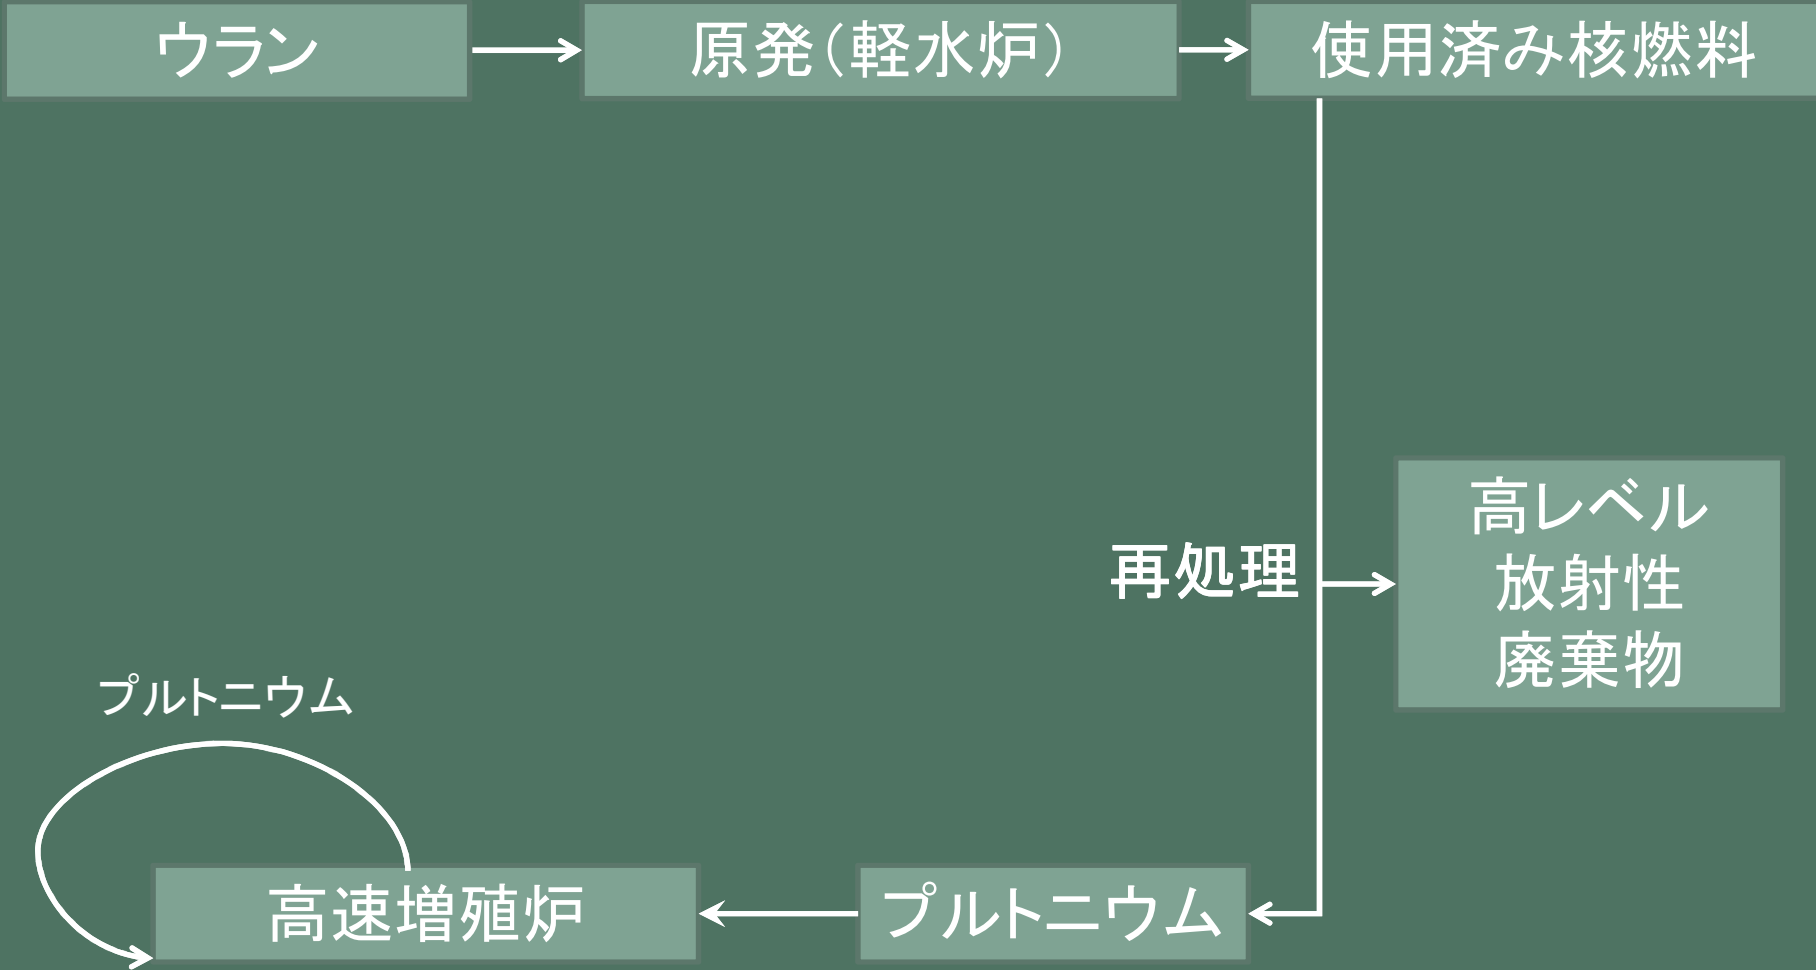 ウラン
原発（軽水炉）
使用済み核燃料
高レベル
放射性
廃棄物
再処理
プルトニウム
高速増殖炉
プルトニウム